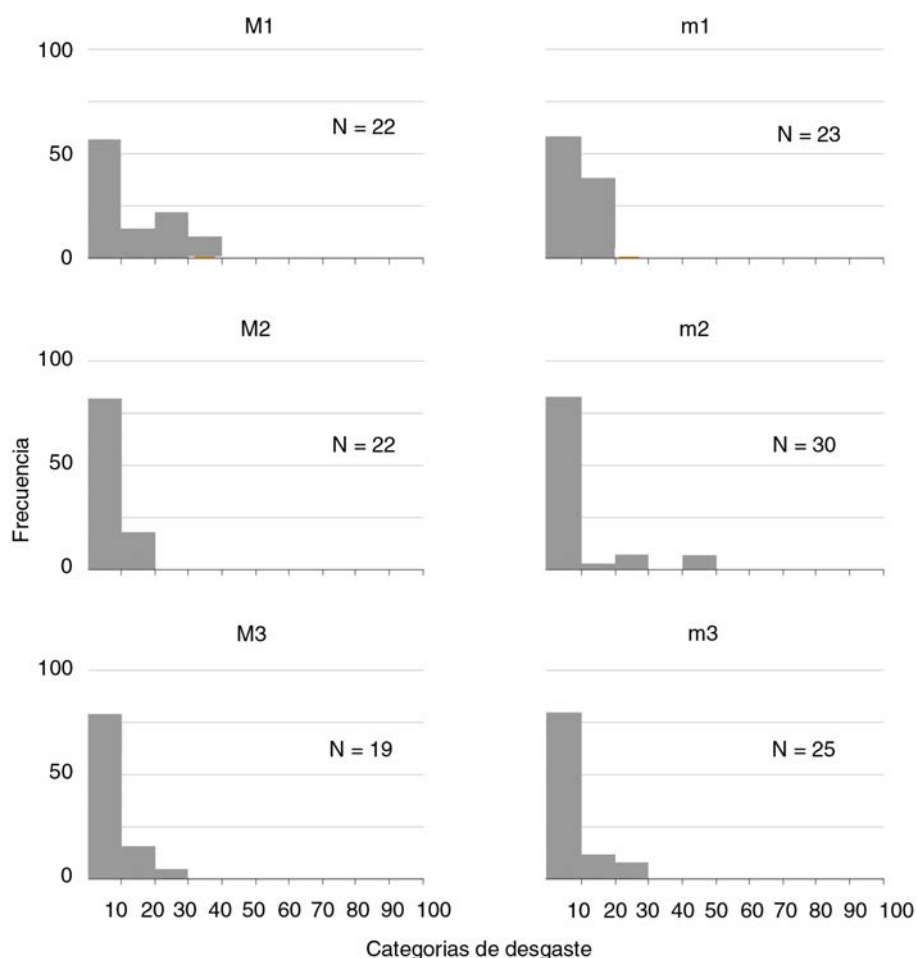 M1
m1
100
N = 22
N = 23
50
0
M2
m2
100
N = 22
N = 30
50
0
Frecuencia
M3
m3
100
N = 19
N = 25
50
0
10 20 30 40 50 60 70 80 90 100
10 20 30 40 50 60 70 80 90 100
Categorias de desgaste